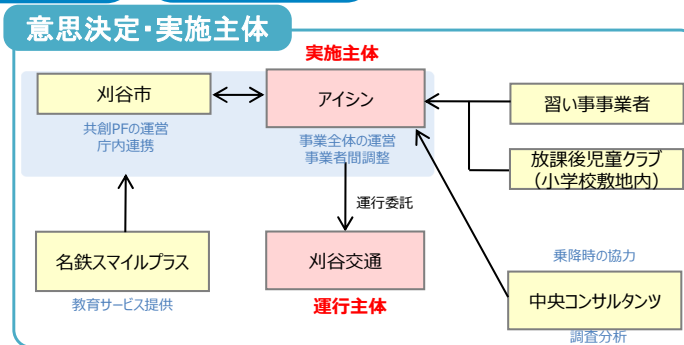 意思決定・実施主体
実施主体
刈谷市
アイシン
習い事事業者
共創PFの運営
庁内連携
事業全体の運営
事業者間調整
放課後児童クラブ
(小学校敷地内)
運行委託
名鉄スマイルプラス
刈谷交通
乗降時の協力
中央コンサルタンツ
教育サービス提供
運行主体
調査分析